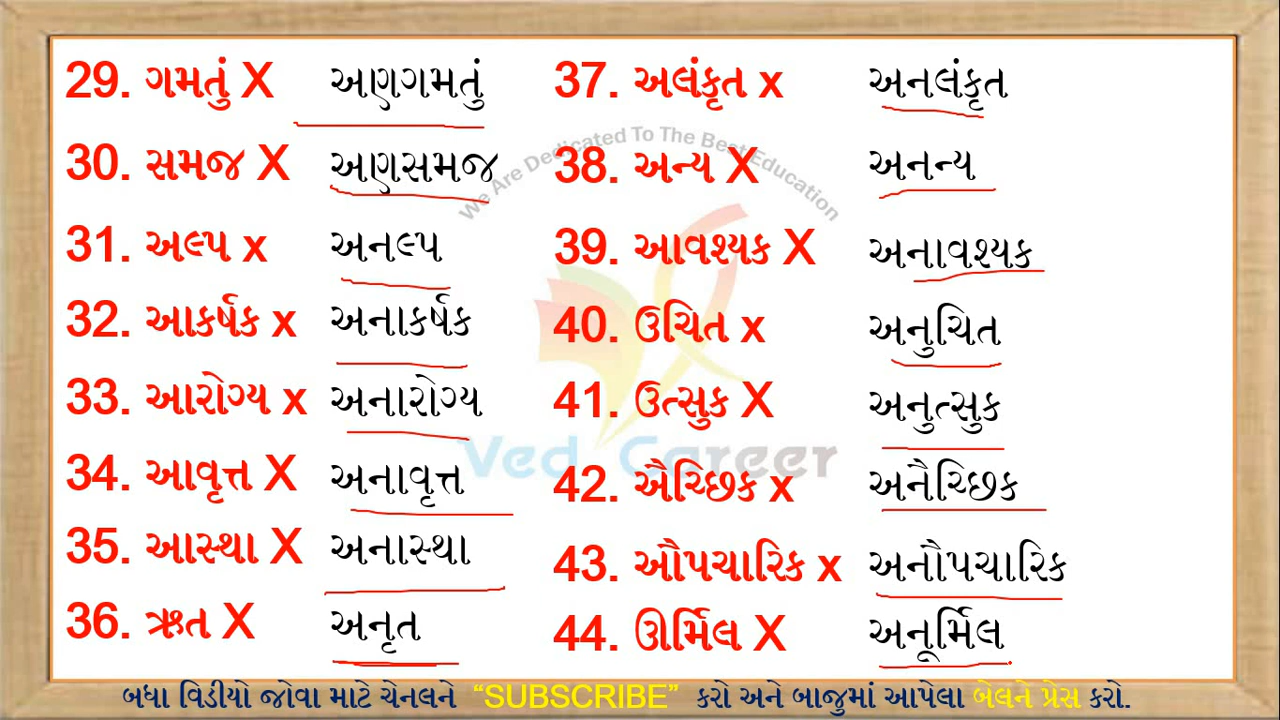 29. ગમતું X અણગમતું
30. સમજ X અણસમજ
31. અલ્પ x અનલ્પ
32. આકર્ષક x અનાકર્ષક
33. આરોગ્ય x અનારોગ્ય
34. આવૃત્ત X અનાવૃત્ત
35. આસ્થા X અનાસ્થા
36. ઋત X અનૃત
37. અલંકૃત x અનલંકૃત
38. અન્ય X અનન્ય
39. આવશ્યક X અનાવશ્યક
40. ઉચિત x અનુચિત
41. ઉત્સુક X અનુત્સુક
42. ઐચ્છિક x અનૈચ્છિક
43. ઔપચારિક x અનૌપચારિક
44. ઊર્મિલ X અનૂર્મિલ
We Are Dedicated To The Best Education
Ved Career
બધા વિડીયો જોવા માટે ચેનલને “SUBSCRIBE” કરો અને બાજુમાં આપેલા બેલને પ્રેસ કરો.